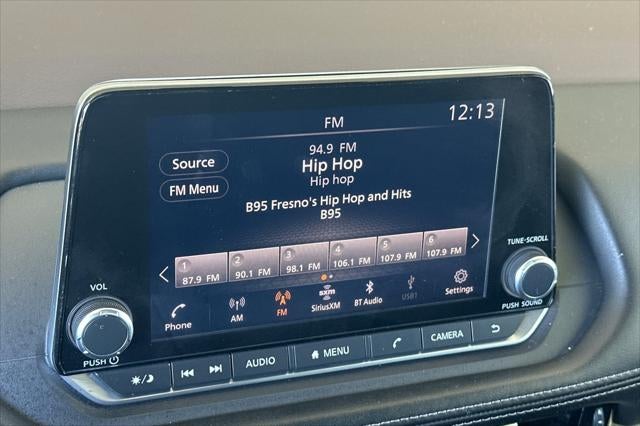 FM
12:13
94.9 FM
Source
Hip Hop
Hip hop
FM Menu
B95 Fresno's Hip Hop and Hits
B95
1 2 3 4 5 6
87.9 FM 90.1 FM 98.1 FM 106.1 FM 107.9 FM 107.9 FM
Phone AM FM sxm SiriusXM BT Audio USB1 Settings
TUNE-SCROLL
PUSH SOUND
VOL
PUSH
AUDIO MENU CAMERA